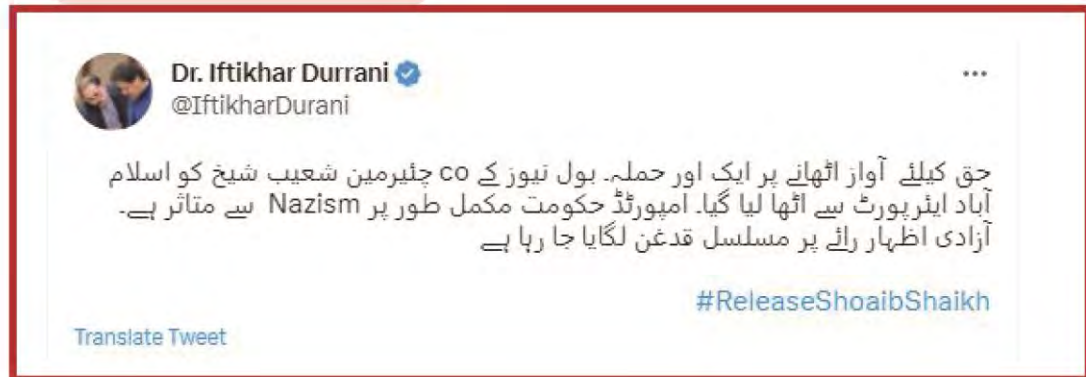 Dr. Iftikhar Durrani
@IftikharDurani
حق کیلئے آواز اٹھانے پر ایک اور حملہ۔ بول نیوز کے co چئیرمین شعیب شیخ کو اسلام
آباد ایئرپورٹ سے اٹھا لیا گیا۔ امپورٹڈ حکومت مکمل طور پر Nazism سے متاثر ہے۔
آزادی اظہار رائے پر مسلسل قدغن لگایا جا رہا ہے
#ReleaseShoaibShaikh
Translate Tweet